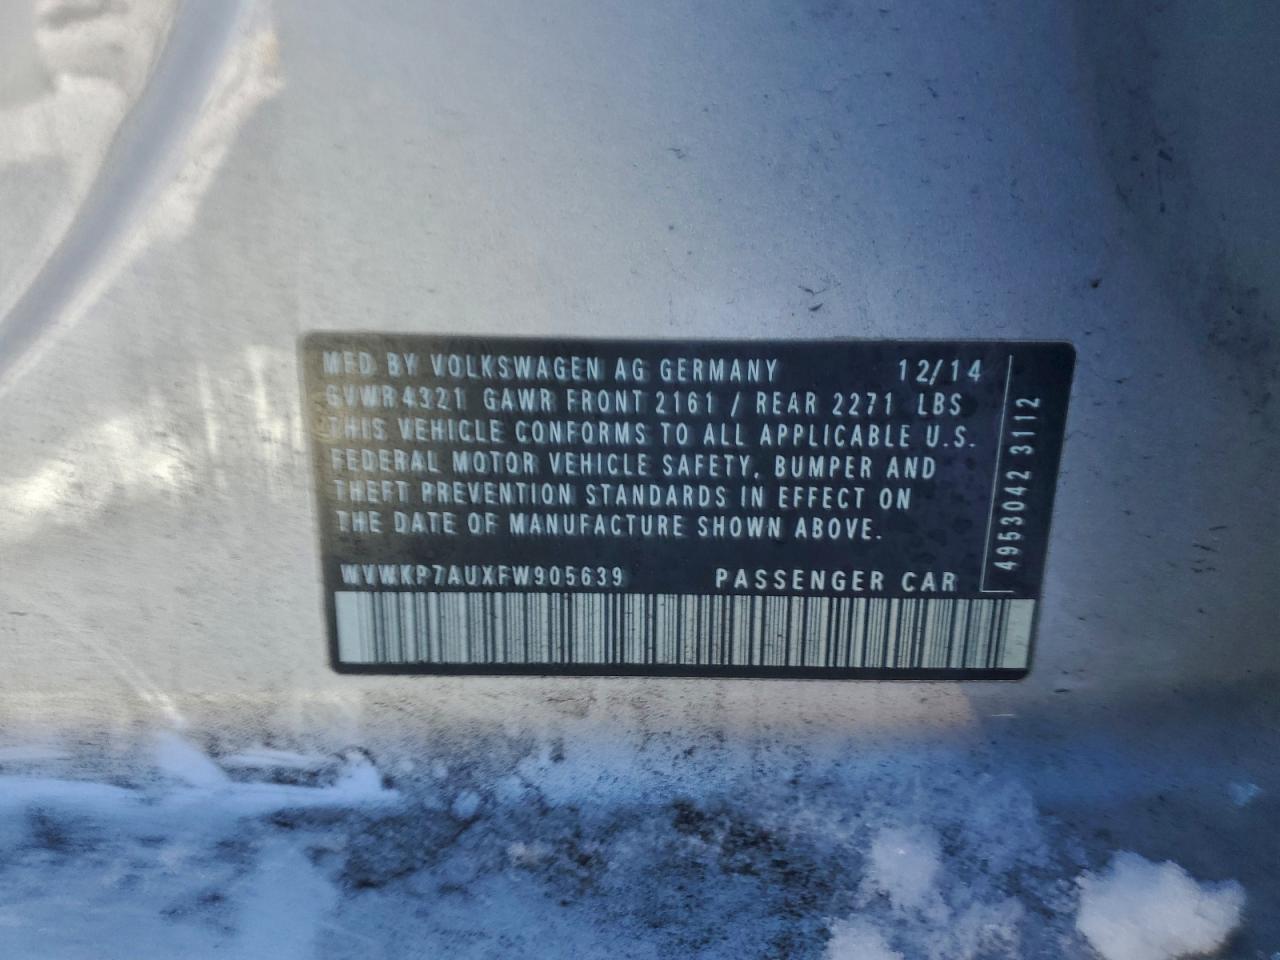 MFD BY VOLKSWAGEN AG GERMANY 12/14
GVWR 4321 GAWR FRONT 2161 / REAR 2271 LBS
THIS VEHICLE CONFORMS TO ALL APPLICABLE U.S.
FEDERAL MOTOR VEHICLE SAFETY, BUMPER AND
THEFT PREVENTION STANDARDS IN EFFECT ON
THE DATE OF MANUFACTURE SHOWN ABOVE.
WVWKP7AUXFW905639 PASSENGER CAR
4953042 3112